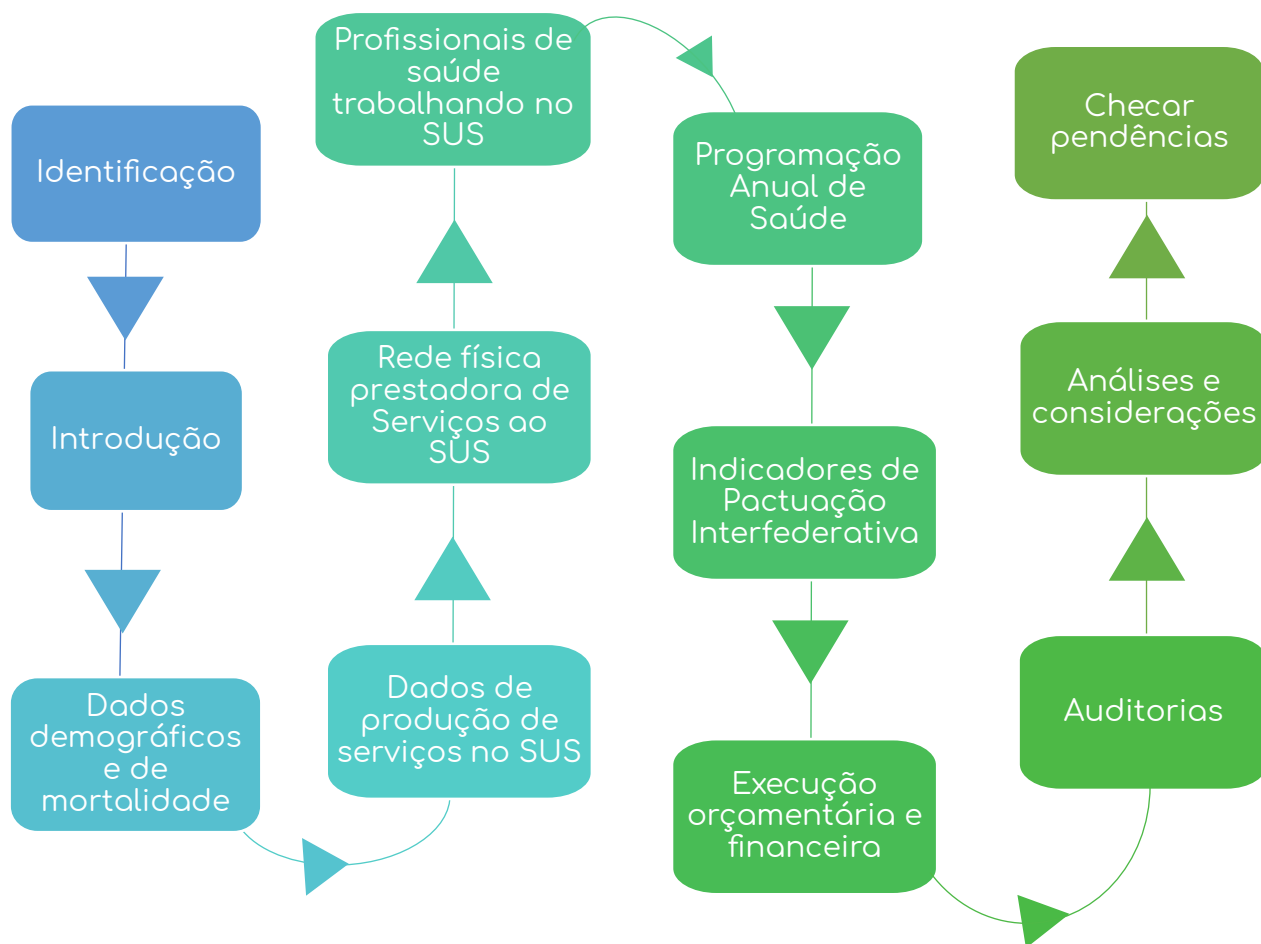 Identificação
Introdução
Dados
demográficos
e de
mortalidade
Dados de
produção de
serviços no SUS
Rede física
prestadora de
Serviços ao
SUS
Profissionais de
saúde
trabalhando no
SUS
Programação
Anual de
Saúde
Indicadores de
Pactuação
Interfederativa
Execução
orçamentária e
financeira
Auditorias
Análises e
considerações
Checar
pendências